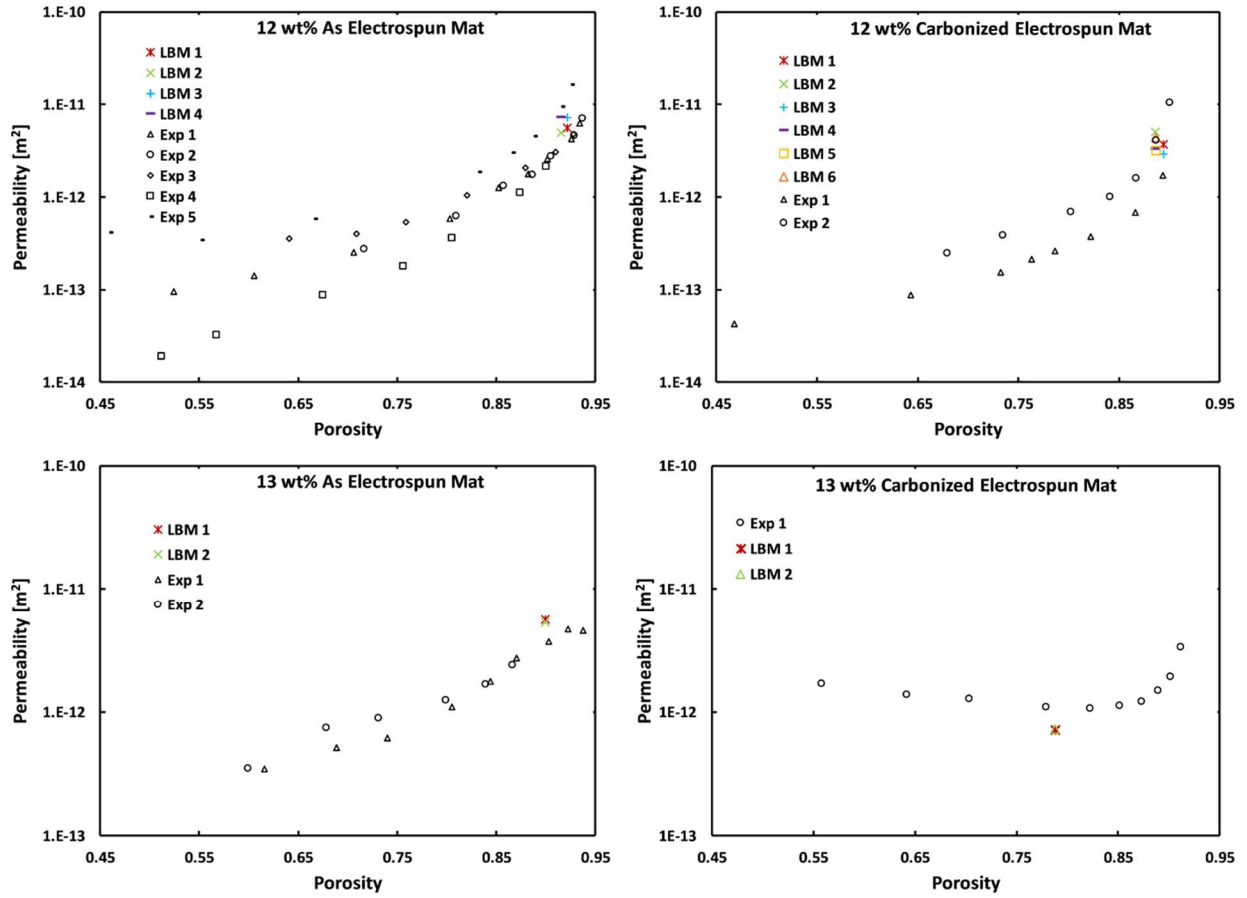 12 wt% As Electrospun Mat
LBM 1
LBM 2
LBM 3
LBM 4
Exp 1
Exp 2
Exp 3
Exp 4
Exp 5
Permeability [m²]
1.E-10
1.E-11
1.E-12
1.E-13
1.E-14
0.45 0.55 0.65 0.75 0.85 0.95
Porosity
12 wt% Carbonized Electrospun Mat
LBM 1
LBM 2
LBM 3
LBM 4
LBM 5
LBM 6
Exp 1
Exp 2
Permeability [m²]
1.E-10
1.E-11
1.E-12
1.E-13
1.E-14
0.45 0.55 0.65 0.75 0.85 0.95
Porosity
13 wt% As Electrospun Mat
LBM 1
LBM 2
Exp 1
Exp 2
Permeability [m²]
1.E-10
1.E-11
1.E-12
1.E-13
0.45 0.55 0.65 0.75 0.85 0.95
Porosity
13 wt% Carbonized Electrospun Mat
Exp 1
LBM 1
LBM 2
Permeability [m²]
1.E-10
1.E-11
1.E-12
1.E-13
0.45 0.55 0.65 0.75 0.85 0.95
Porosity